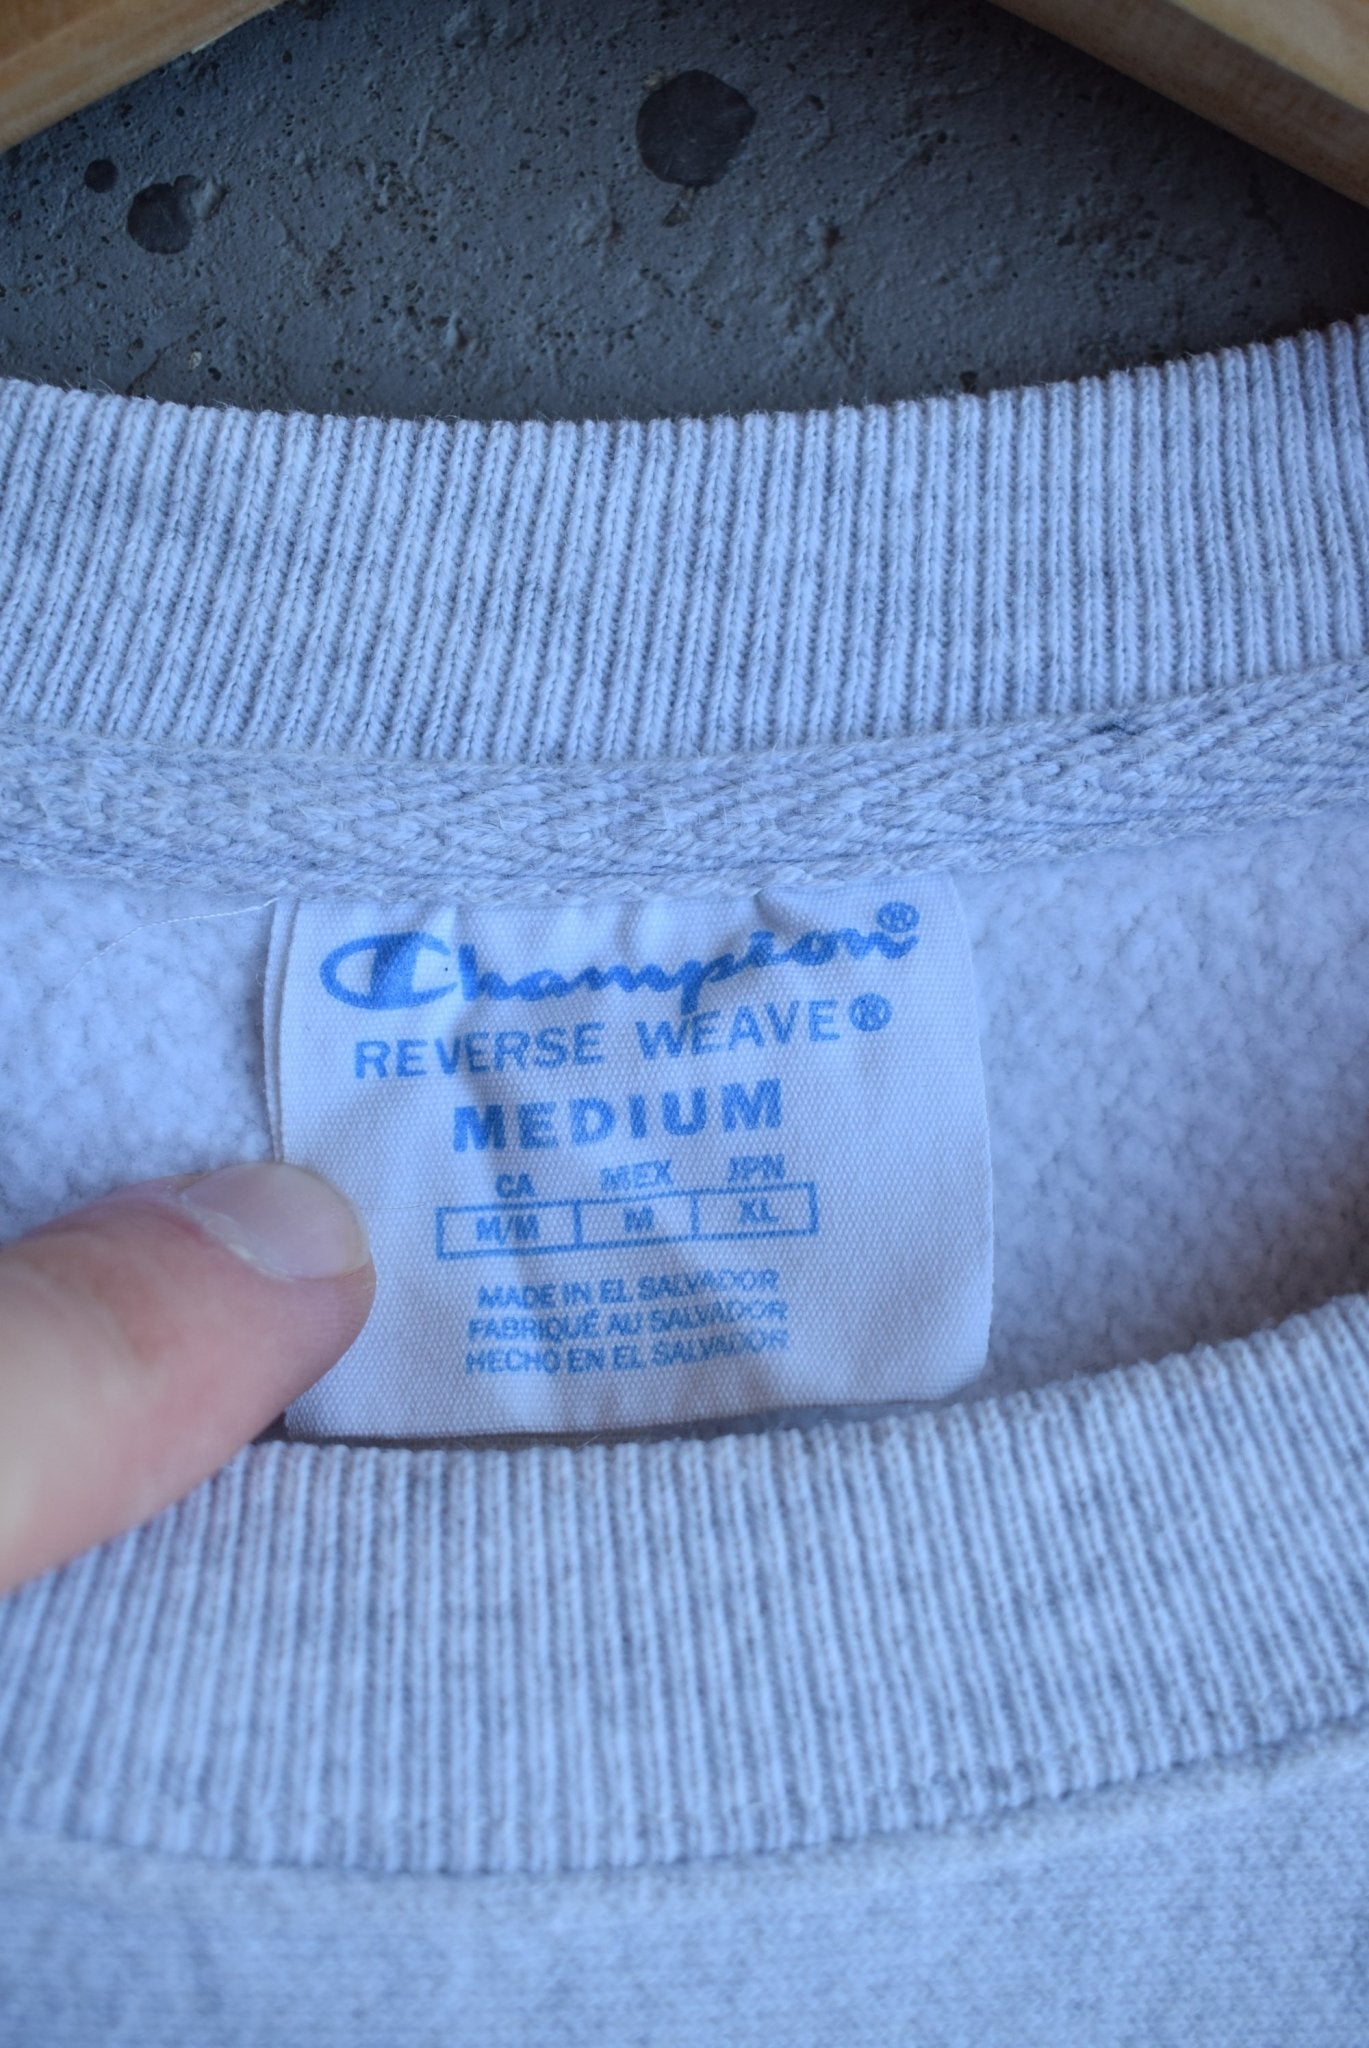 Champion®
REVERSE WEAVE®
MEDIUM
CA MEX JPN
M/M M XL
MADE IN EL SALVADOR
FABRIQUÉ AU SALVADOR
HECHO EN EL SALVADOR